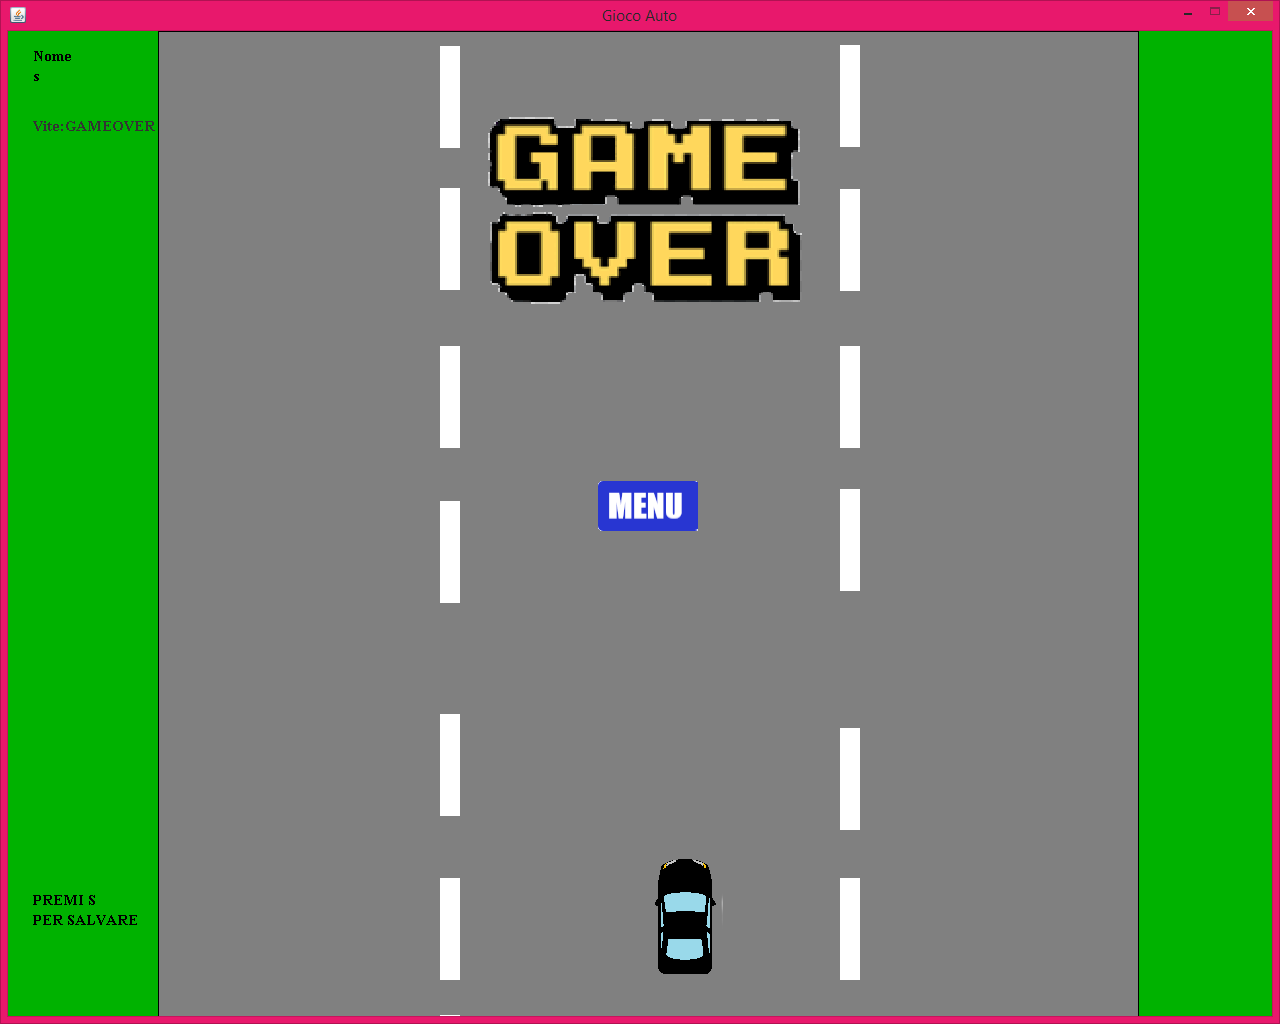 Gioco Auto
Nome
s
Vite:GAMEOVER
GAME
OVER
MENU
PREMI S
PER SALVARE